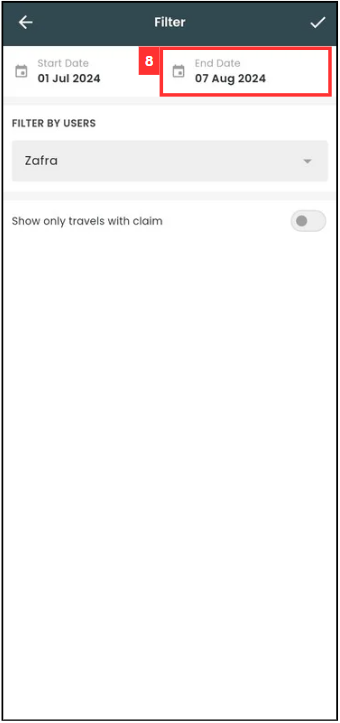 Filter
Start Date
01 Jul 2024
8
End Date
07 Aug 2024
FILTER BY USERS
Zafra
Show only travels with claim